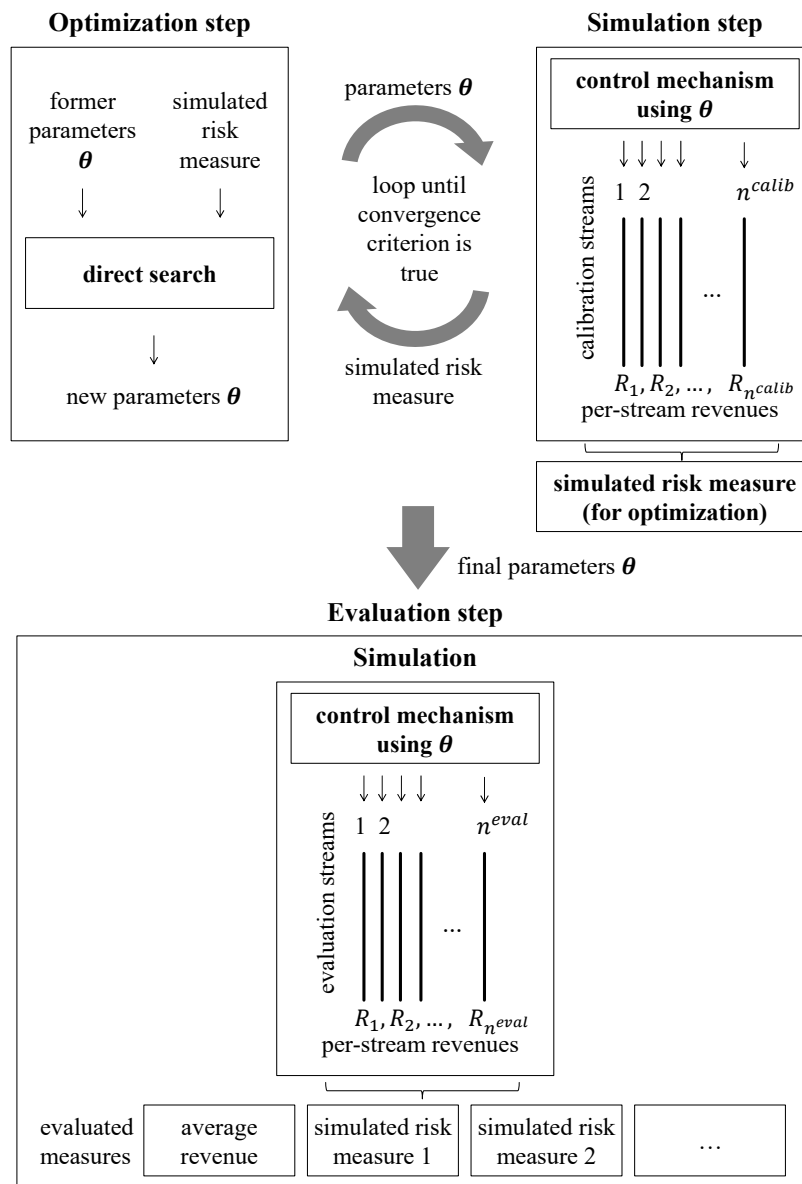 Optimization step
former
parameters
θ
simulated
risk
measure
direct search
new parameters θ
parameters θ
loop until
convergence
criterion is
true
simulated risk
measure
Simulation step
control mechanism
using θ
calibration streams
1 2 n^calib
...
R_1, R_2, ..., R_n^calib
per-stream revenues
simulated risk measure
(for optimization)
final parameters θ
Evaluation step
Simulation
control mechanism
using θ
evaluation streams
1 2 n^eval
...
R_1, R_2, ..., R_n^eval
per-stream revenues
evaluated
measures
average
revenue
simulated risk
measure 1
simulated risk
measure 2
...